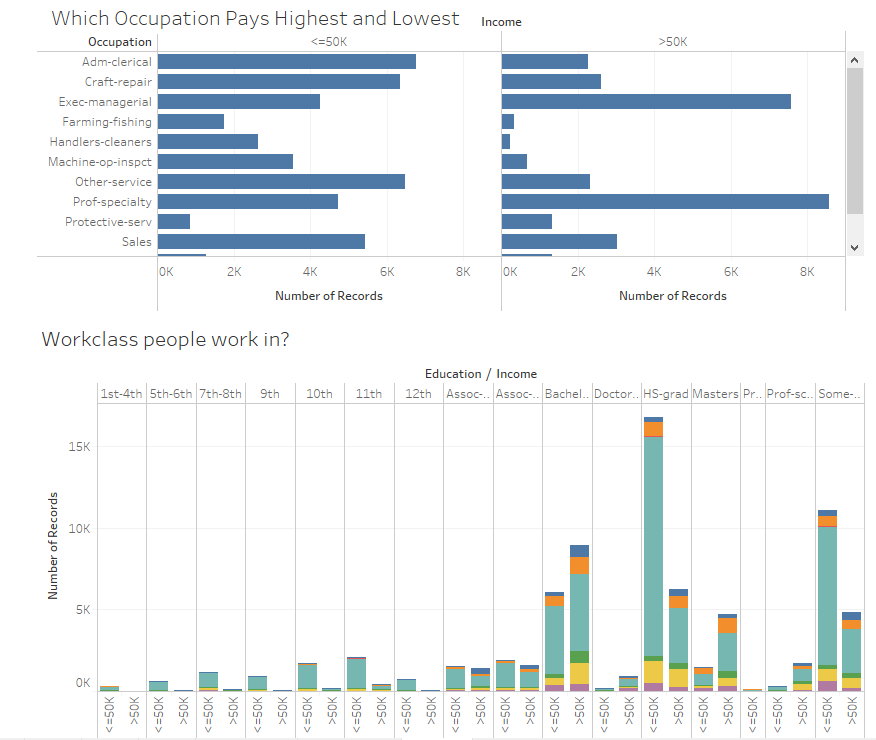 Which Occupation Pays Highest and Lowest
Income
Occupation <=50K >50K
Adm-clerical
Craft-repair
Exec-managerial
Farming-fishing
Handlers-cleaners
Machine-op-inspct
Other-service
Prof-specialty
Protective-serv
Sales
0K 2K 4K 6K 8K 0K 2K 4K 6K 8K
Number of Records Number of Records
Workclass people work in?
Education / Income
1st-4th 5th-6th 7th-8th 9th 10th 11th 12th Assoc-.. Assoc-.. Bachel.. Doctor.. HS-grad Masters Pr.. Prof-sc.. Some-..
Number of Records
15K
10K
5K
0K
<=50K >50K <=50K >50K <=50K >50K <=50K >50K <=50K >50K <=50K >50K <=50K >50K <=50K >50K <=50K >50K <=50K >50K <=50K >50K <=50K >50K <=50K >50K <=50K <=50K >50K <=50K >50K